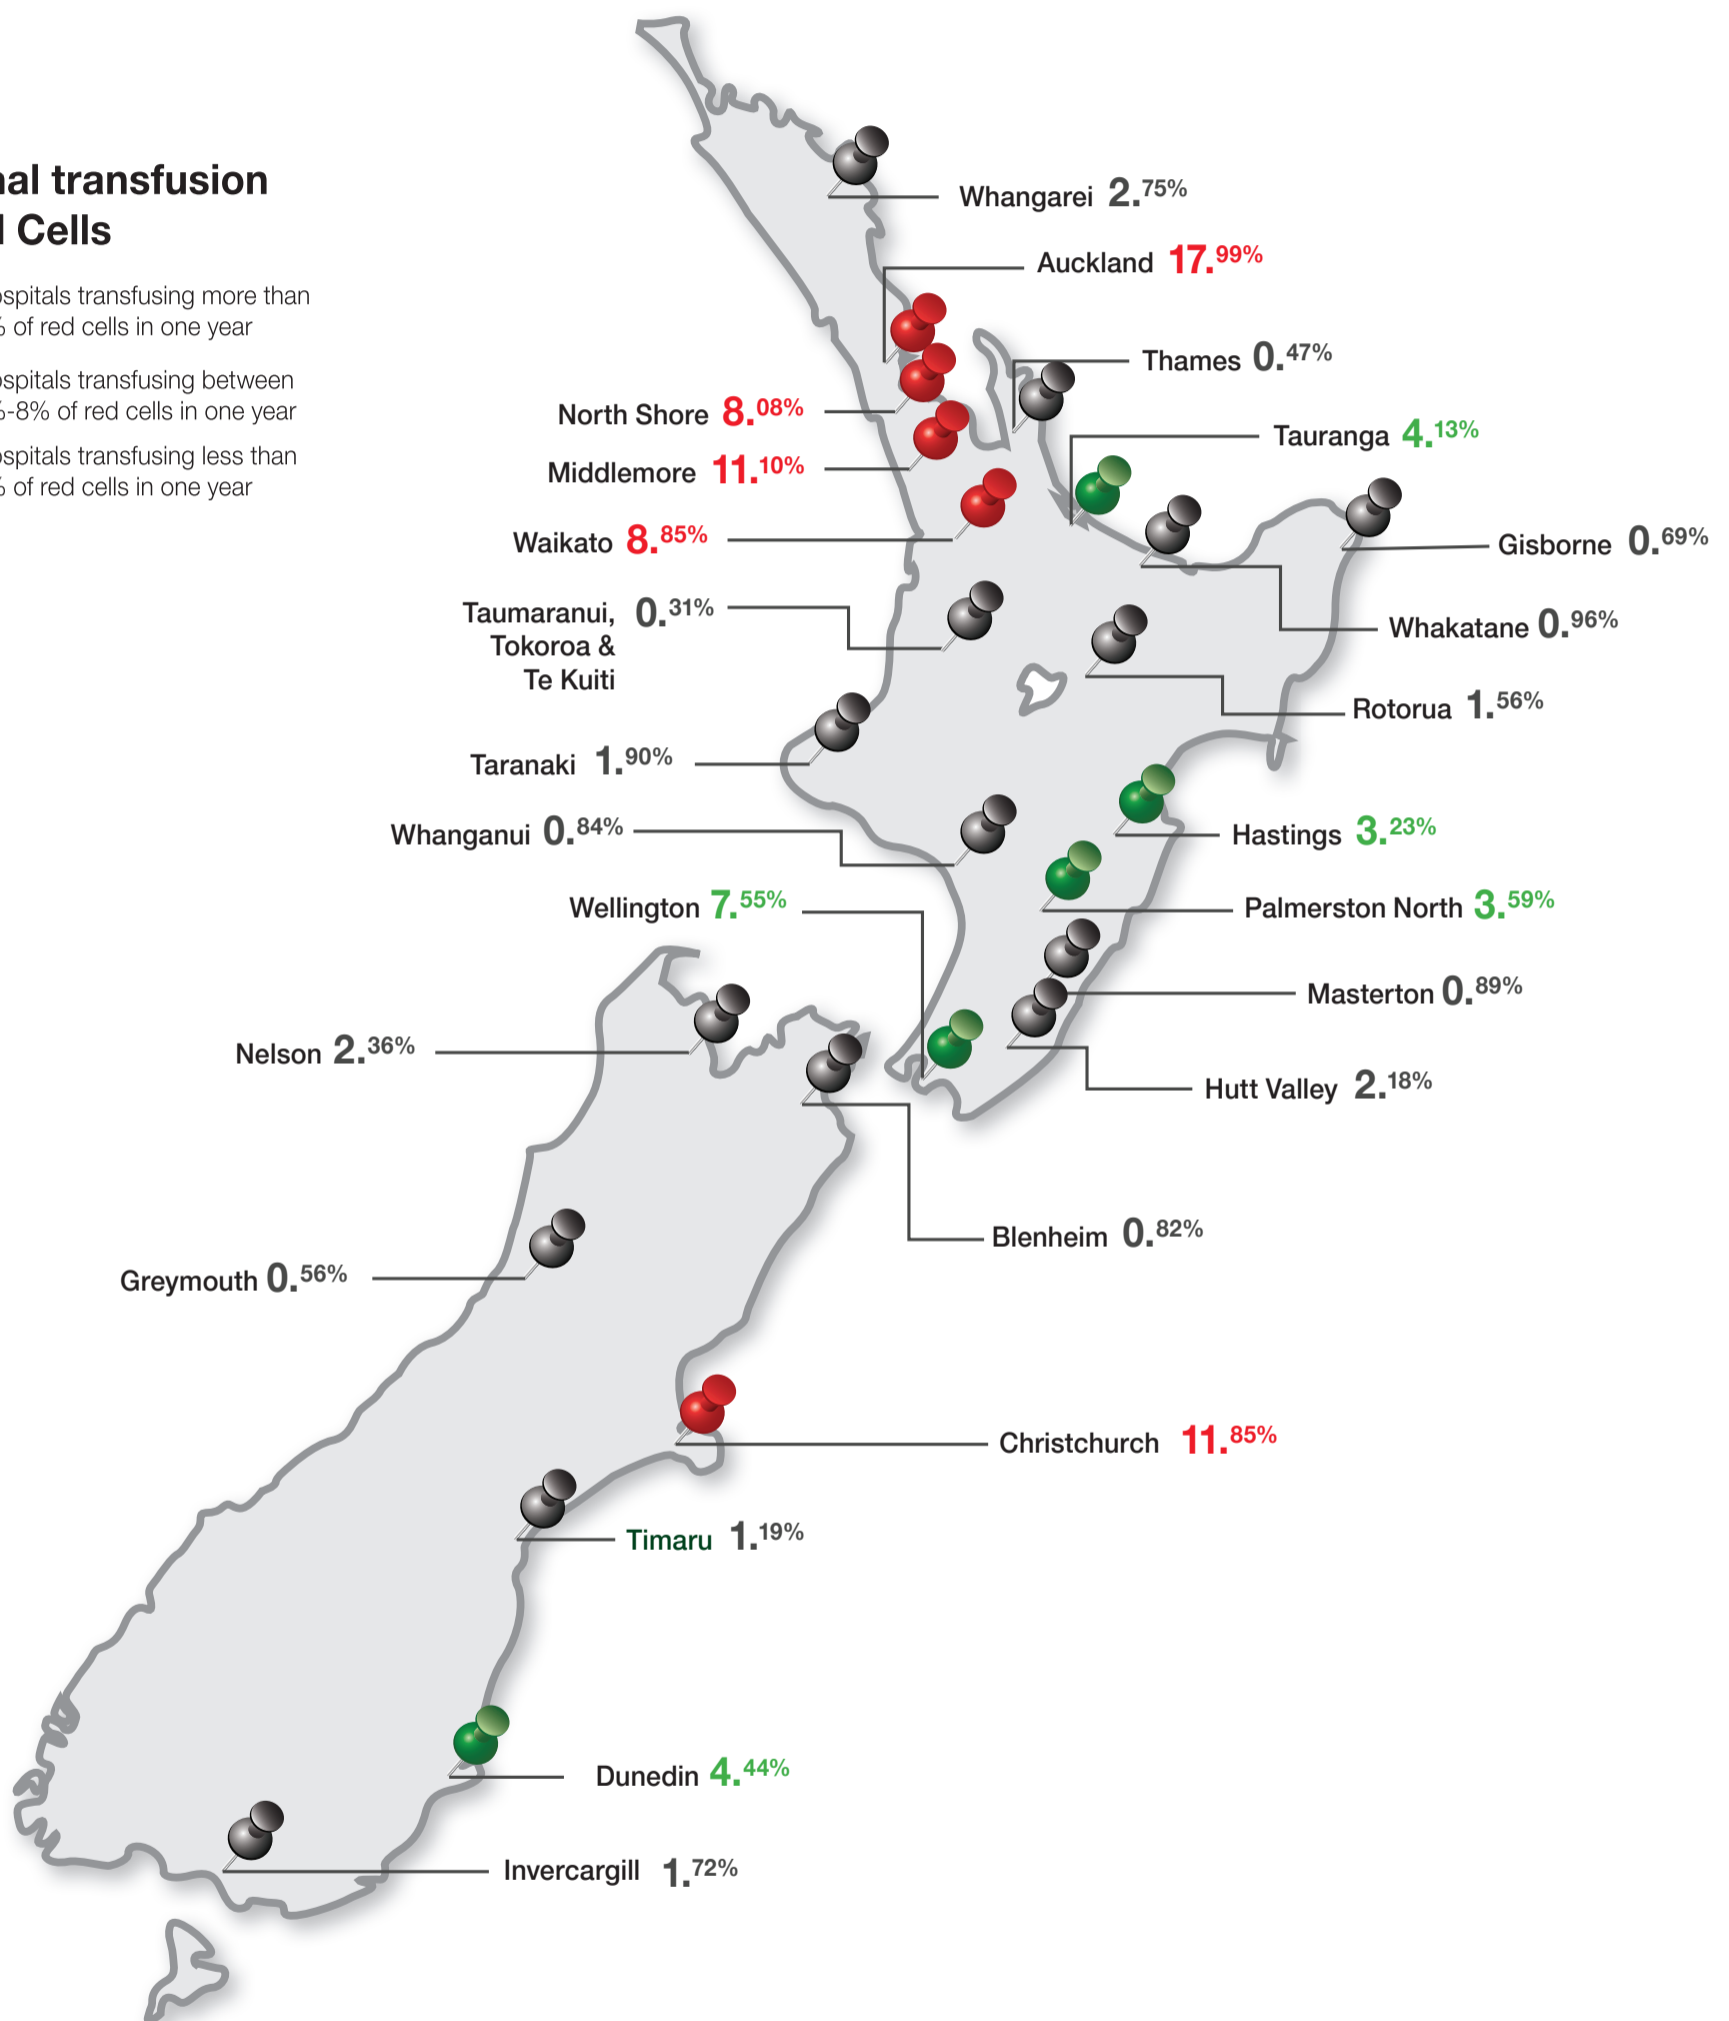 nal transfusion
l Cells
ospitals transfusing more than
% of red cells in one year
ospitals transfusing between
%-8% of red cells in one year
ospitals transfusing less than
% of red cells in one year
Whangarei 2.75%
Auckland 17.99%
Thames 0.47%
North Shore 8.08%
Tauranga 4.13%
Middlemore 11.10%
Waikato 8.85%
Gisborne 0.69%
Taumaranui, 0.31%
Tokoroa &
Te Kuiti
Whakatane 0.96%
Rotorua 1.56%
Taranaki 1.90%
Whanganui 0.84%
Hastings 3.23%
Wellington 7.55%
Palmerston North 3.59%
Masterton 0.89%
Nelson 2.36%
Hutt Valley 2.18%
Blenheim 0.82%
Greymouth 0.56%
Christchurch 11.85%
Timaru 1.19%
Dunedin 4.44%
Invercargill 1.72%